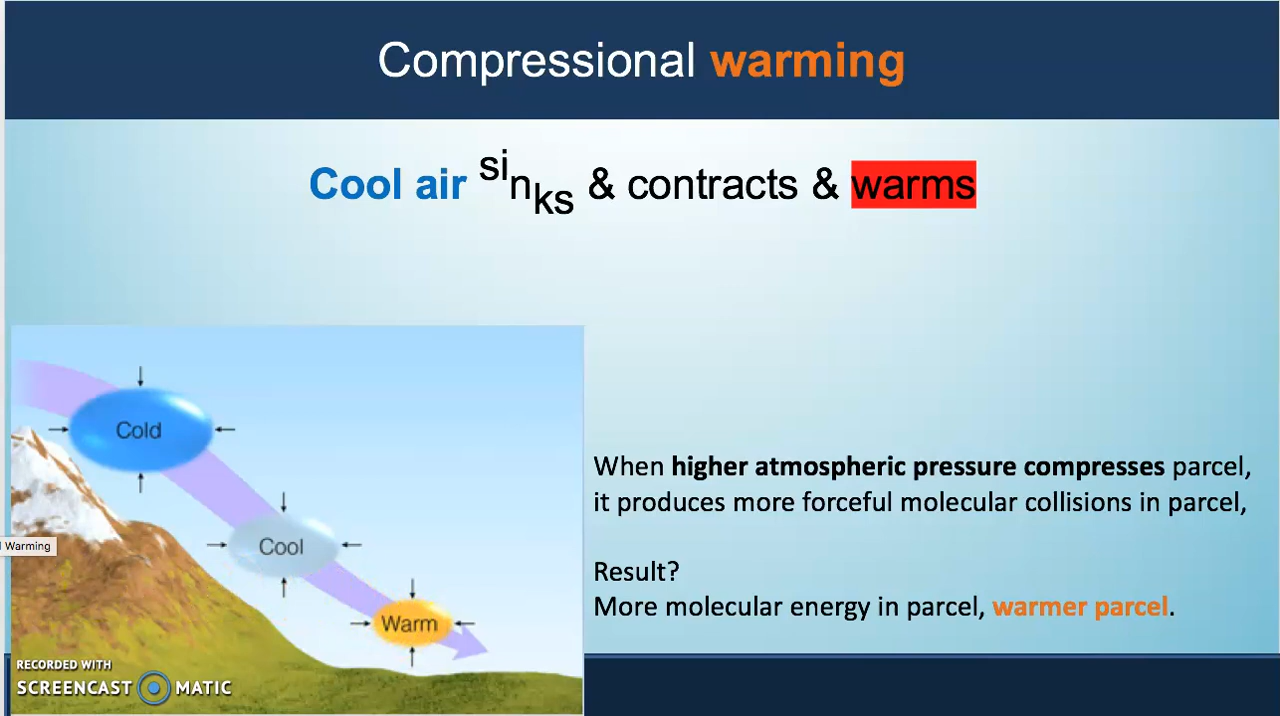 Compressional warming
Cool air sinks & contracts & warms
Cold
Cool
Warm
Warming
When higher atmospheric pressure compresses parcel,
it produces more forceful molecular collisions in parcel,
Result?
More molecular energy in parcel, warmer parcel.
RECORDED WITH
SCREENCAST MATIC